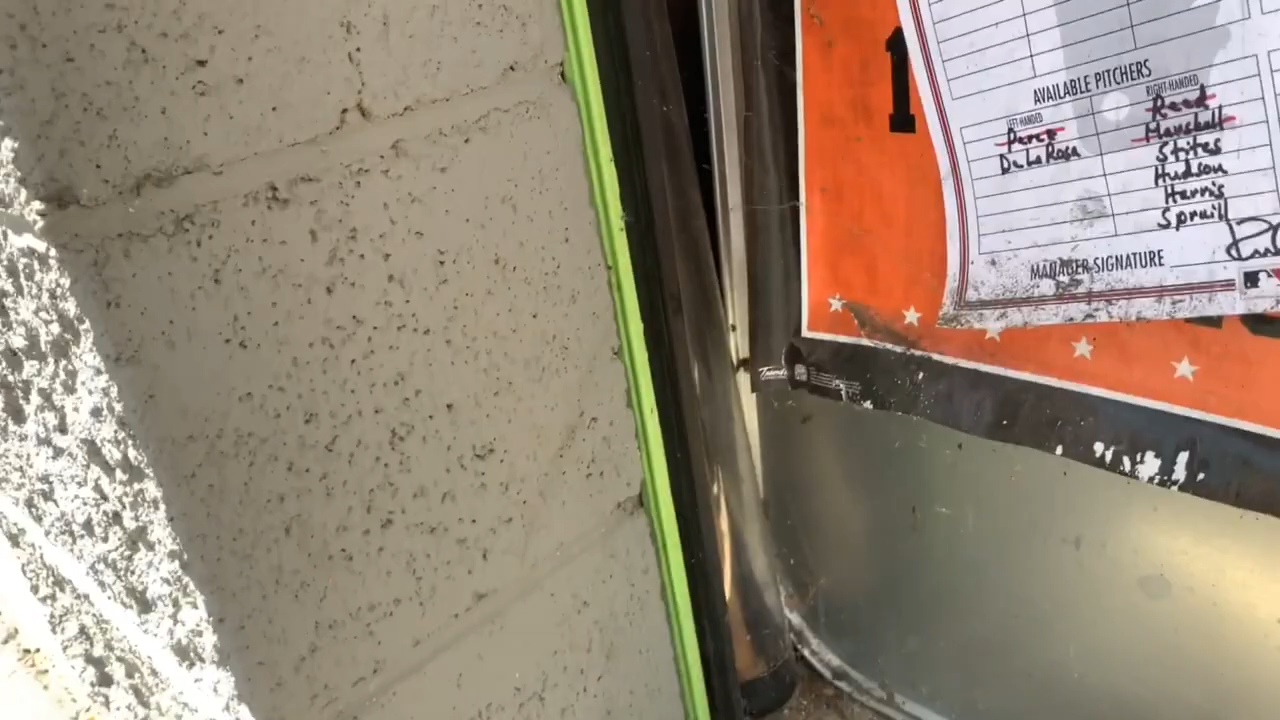 1
AVAILABLE PITCHERS
LEFT-HANDED
RIGHT-HANDED
Perez
Reed
De La Rosa
Marshall
Stites
Hudson
Harris
Spruill
MANAGER SIGNATURE